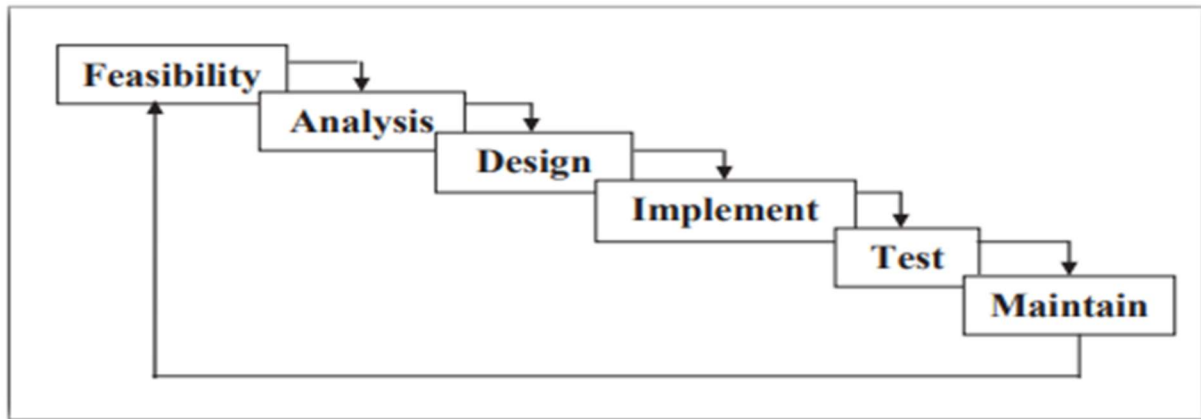 Feasibility
Analysis
Design
Implement
Test
Maintain